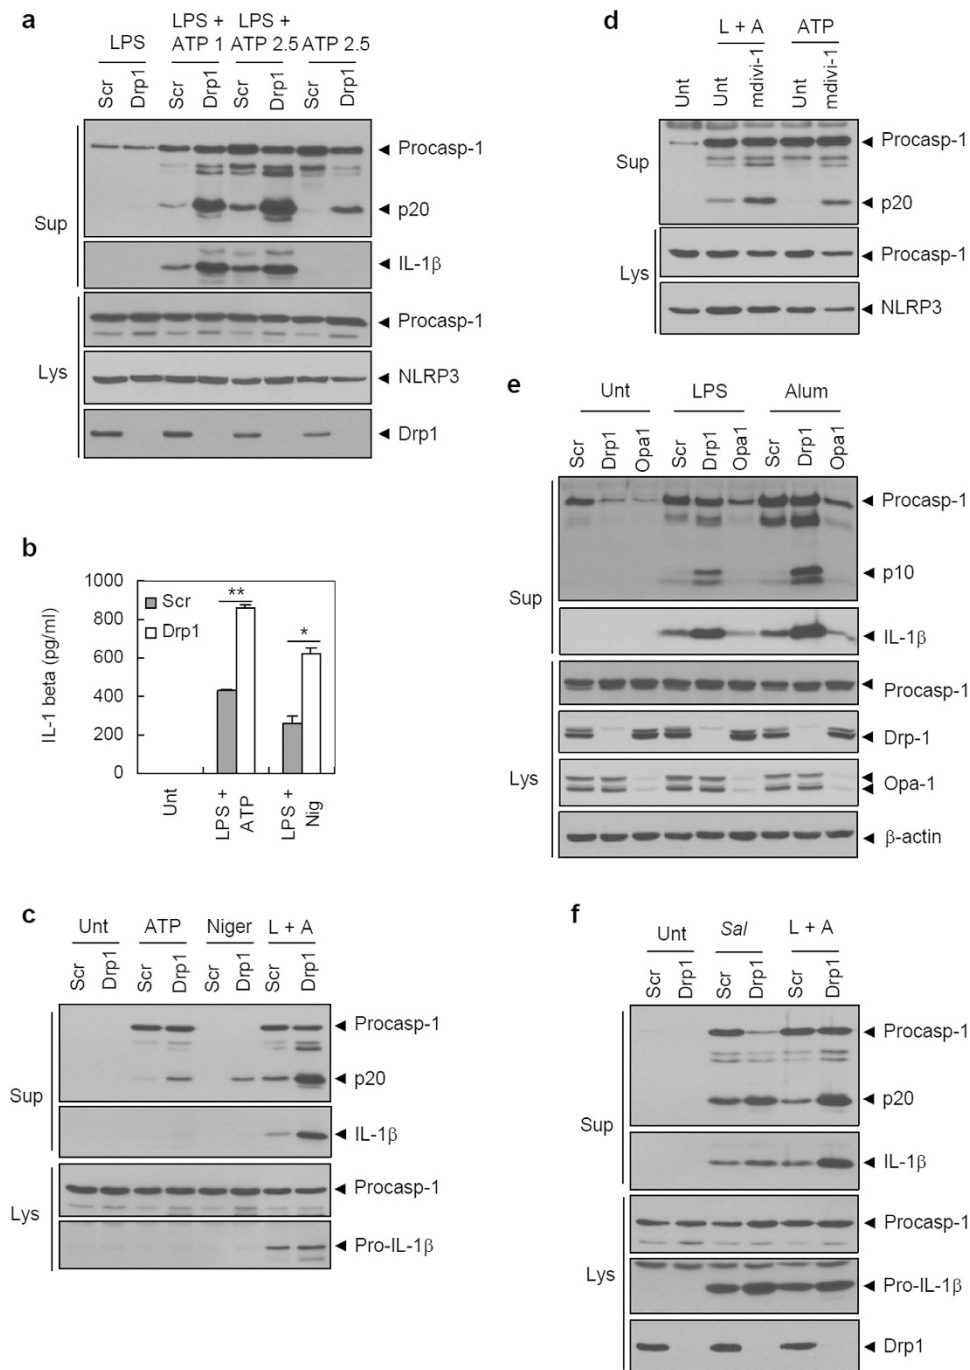 a
LPS
LPS + ATP 1
LPS + ATP 2.5
ATP 2.5
Scr Drp1 Scr Drp1 Scr Drp1 Scr Drp1
Procasp-1
p20
Sup
IL-1β
Procasp-1
Lys
NLRP3
Drp1
b
1000
800
600
400
200
0
IL-1 beta (pg/ml)
Scr
Drp1
**
*
Unt
LPS + ATP
LPS + Nig
c
Unt ATP Niger L + A
Scr Drp1 Scr Drp1 Scr Drp1 Scr Drp1
Procasp-1
p20
Sup
IL-1β
Procasp-1
Lys
Pro-IL-1β
d
L + A ATP
Unt Unt mdivi-1 Unt mdivi-1
Procasp-1
Sup
p20
Procasp-1
Lys
NLRP3
e
Unt LPS Alum
Scr Drp1 Opa1 Scr Drp1 Opa1 Scr Drp1 Opa1
Procasp-1
p10
Sup
IL-1β
Procasp-1
Drp-1
Lys
Opa-1
β-actin
f
Unt Sal L + A
Scr Drp1 Scr Drp1 Scr Drp1
Procasp-1
p20
Sup
IL-1β
Procasp-1
Lys
Pro-IL-1β
Drp1